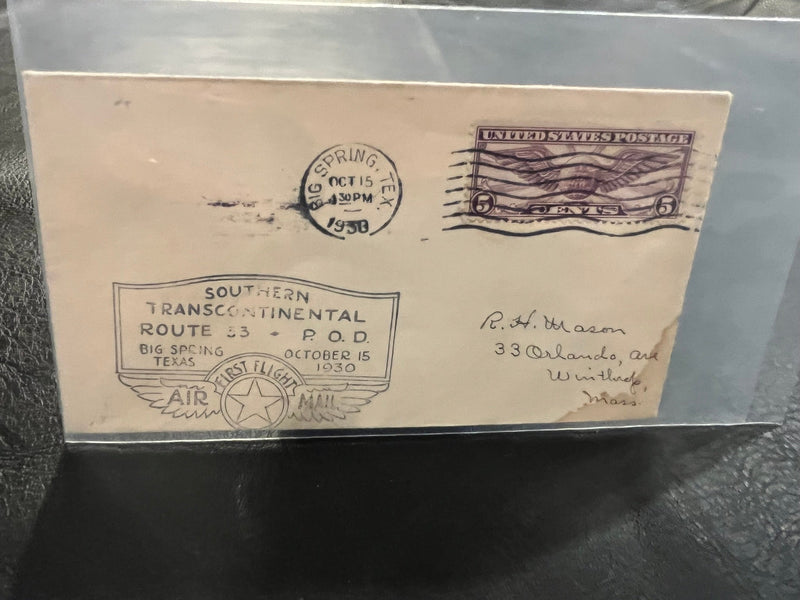 BIG SPRING, TEX.
OCT 15
4 30 PM
1930
UNITED STATES POSTAGE
5 CENTS 5
SOUTHERN
TRANSCONTINENTAL
ROUTE 33 P. O. D.
BIG SPRING OCTOBER 15
TEXAS 1930
FIRST FLIGHT
AIR MAIL
R. H. Mason
33 Orlando, ave
Winthrop,
Mass.